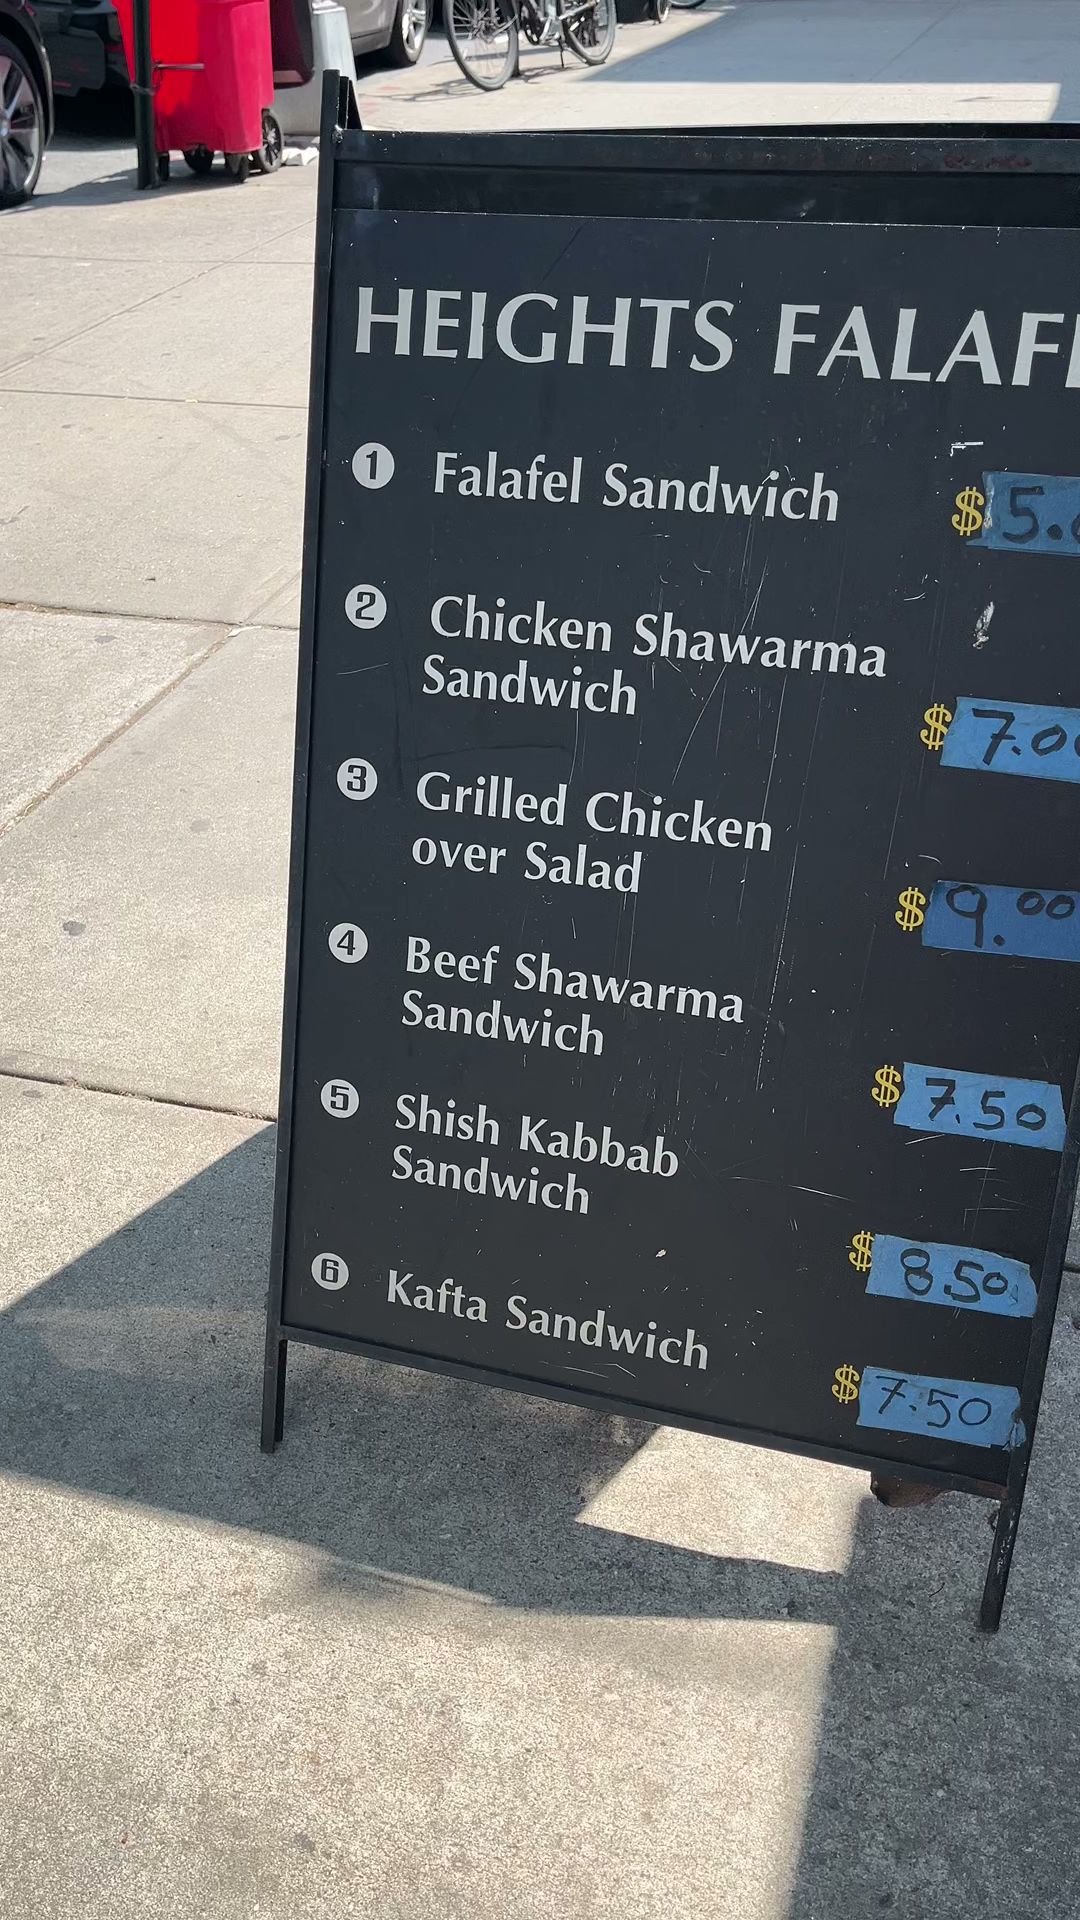 HEIGHTS
1 Falafel Sandwich $
2 Chicken Shawarma
Sandwich
$ 7.0
3 Grilled Chicken
over Salad
$ 9.00
4 Beef Shawarma
Sandwich
$ 7.50
5 Shish Kabbab
Sandwich
$ 8.50
6 Kafta Sandwich
$ 7.50